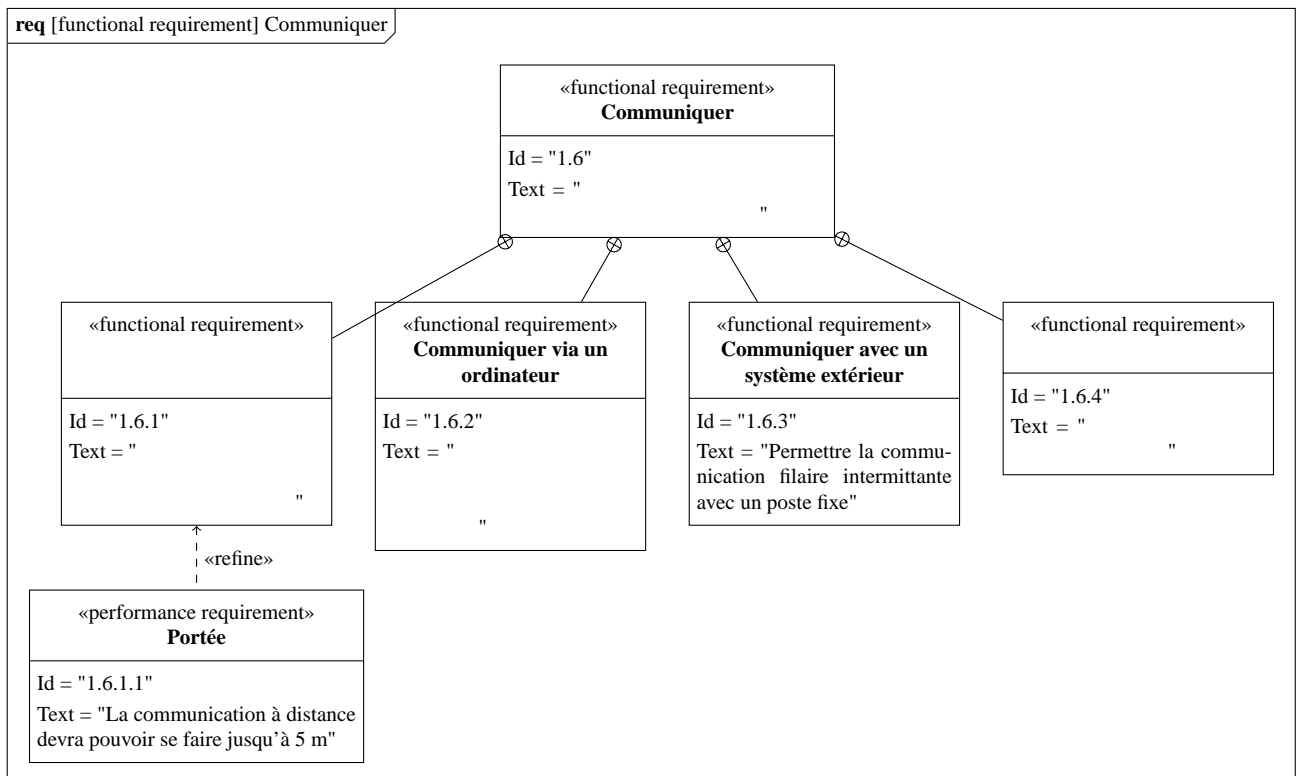 req [functional requirement] Communiquer
«functional requirement»
Communiquer
Id = "1.6"
Text = "
"
«functional requirement»
Id = "1.6.1"
Text = "
"
«functional requirement»
Communiquer via un
ordinateur
Id = "1.6.2"
Text = "
"
«functional requirement»
Communiquer avec un
système extérieur
Id = "1.6.3"
Text = "Permettre la commu-
nication filaire intermittante
avec un poste fixe"
«functional requirement»
Id = "1.6.4"
Text = "
"
«refine»
«performance requirement»
Portée
Id = "1.6.1.1"
Text = "La communication à distance
devra pouvoir se faire jusqu'à 5 m"